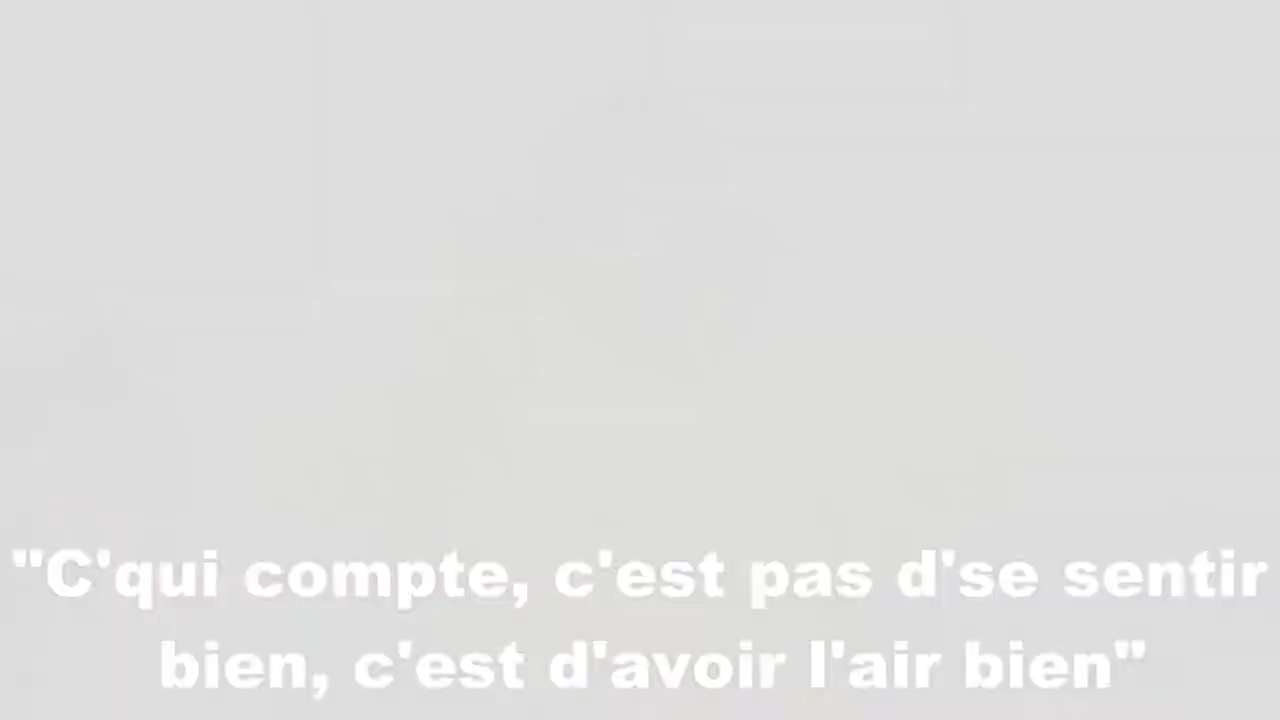 "C'qui compte, c'est pas d'se sentir
bien, c'est d'avoir l'air bien"